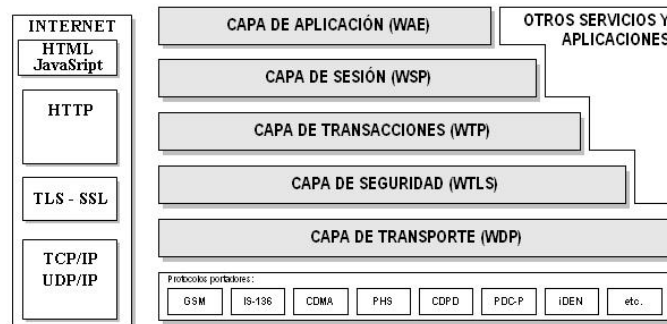 INTERNET
HTML
JavaSript
HTTP
TLS - SSL
TCP/IP
UDP/IP
CAPA DE APLICACIÓN (WAE)
CAPA DE SESIÓN (WSP)
CAPA DE TRANSACCIONES (WTP)
CAPA DE SEGURIDAD (WTLS)
CAPA DE TRANSPORTE (WDP)
OTROS SERVICIOS Y
APLICACIONES
Protocolos portadores:
GSM IS-136 CDMA PHS CDPD PDC-P iDEN etc.